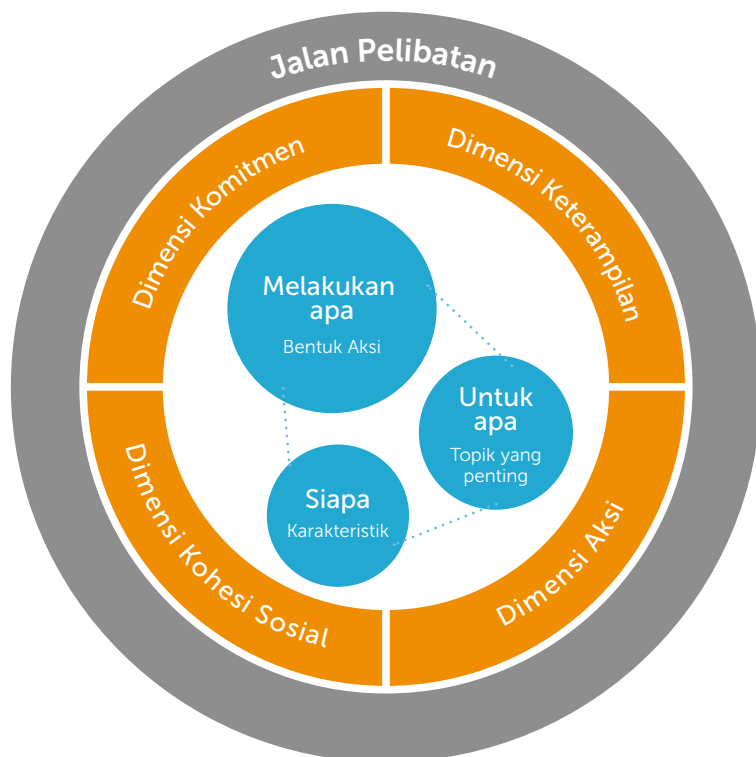 Jalan Pelibatan
Dimensi Komitmen
Dimensi Keterampilan
Melakukan
apa
Bentuk Aksi
Untuk
apa
Topik yang
penting
Siapa
Karakteristik
Dimensi Kohesi Sosial
Dimensi Aksi